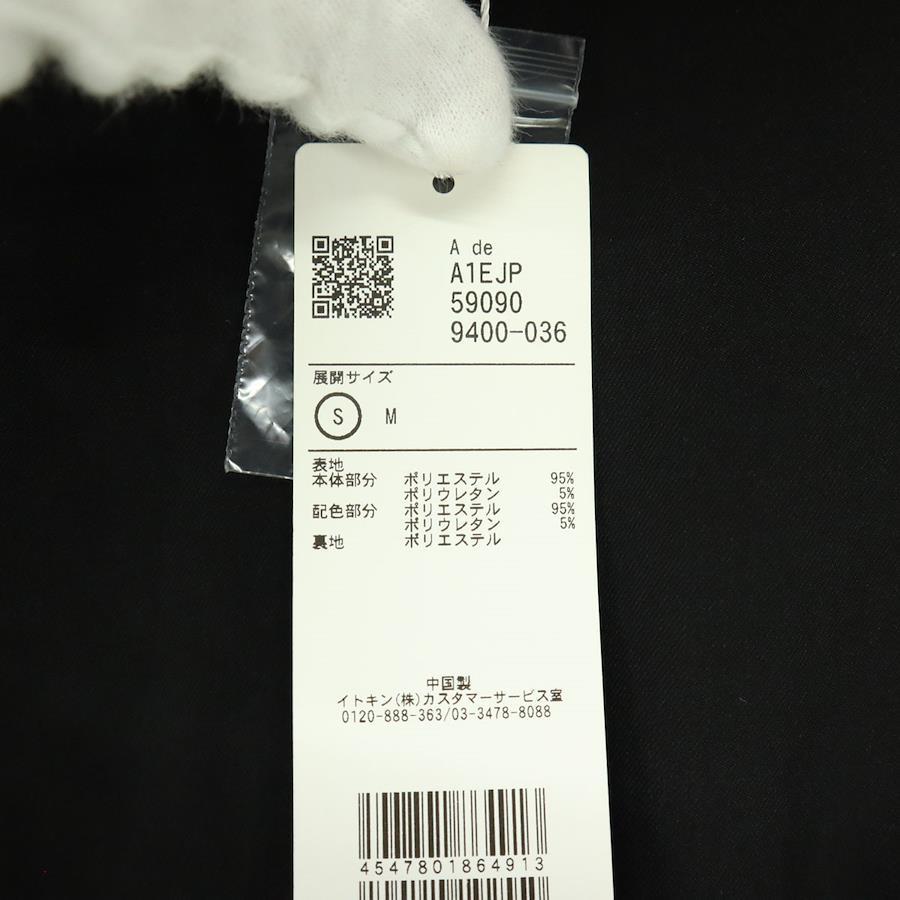 A de
A1EJP
59090
9400-036
展開サイズ
S M
表地
本体部分 ポリエステル 95%
ポリウレタン 5%
配色部分 ポリエステル 95%
ポリウレタン 5%
裏地 ポリエステル
中国製
イトキン(株)カスタマーサービス室
0120-888-363/03-3478-8088
4547801864913